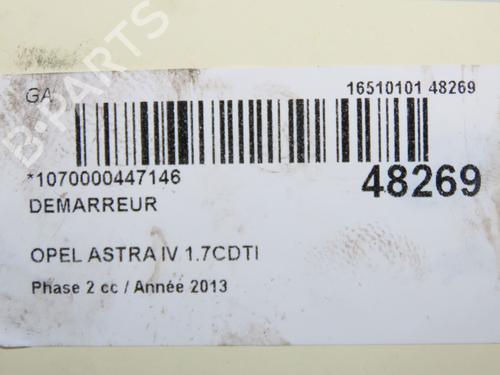 GA
16510101 48269
*1070000447146
48269
DEMARREUR
OPEL ASTRA IV 1.7CDTI
Phase 2 cc / Année 2013
B-PARTS